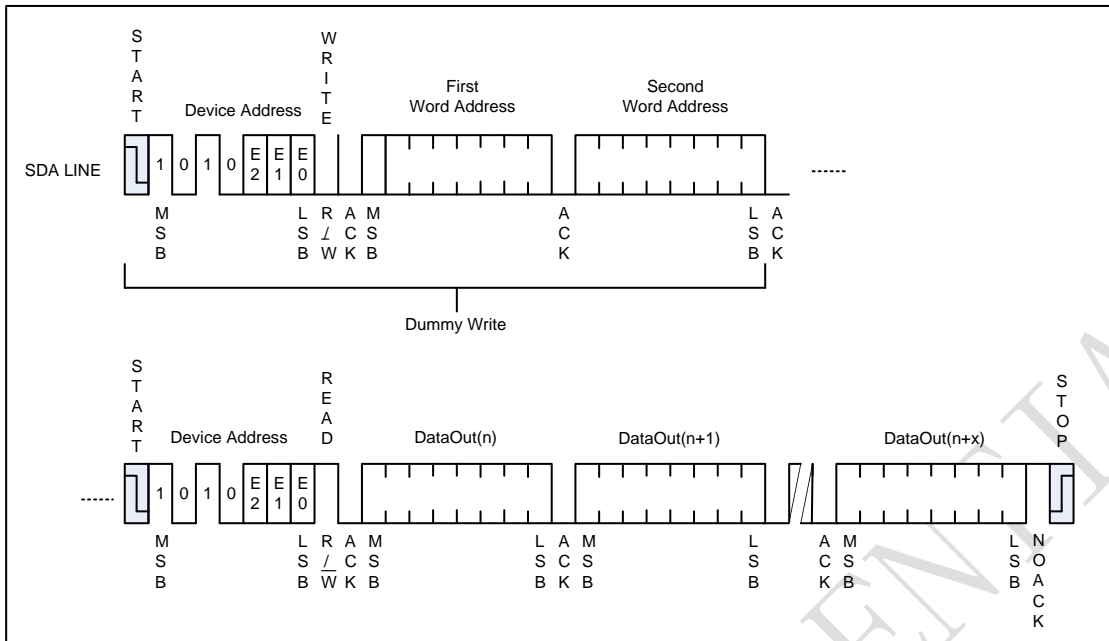 START
WRITE
First
Word Address
Second
Word Address
Device Address
SDA LINE
1 0 1 0 E2 E1 E0
......
MSB
LSB
R/W
ACK
MSB
ACK
LSB
ACK
Dummy Write
START
READ
STOP
Device Address
DataOut(n)
DataOut(n+1)
DataOut(n+x)
......
1 0 1 0 E2 E1 E0
MSB
LSB
R/W
ACK
MSB
LSB
ACK
MSB
LSB
ACK
MSB
LSB
NOACK
ENTIA